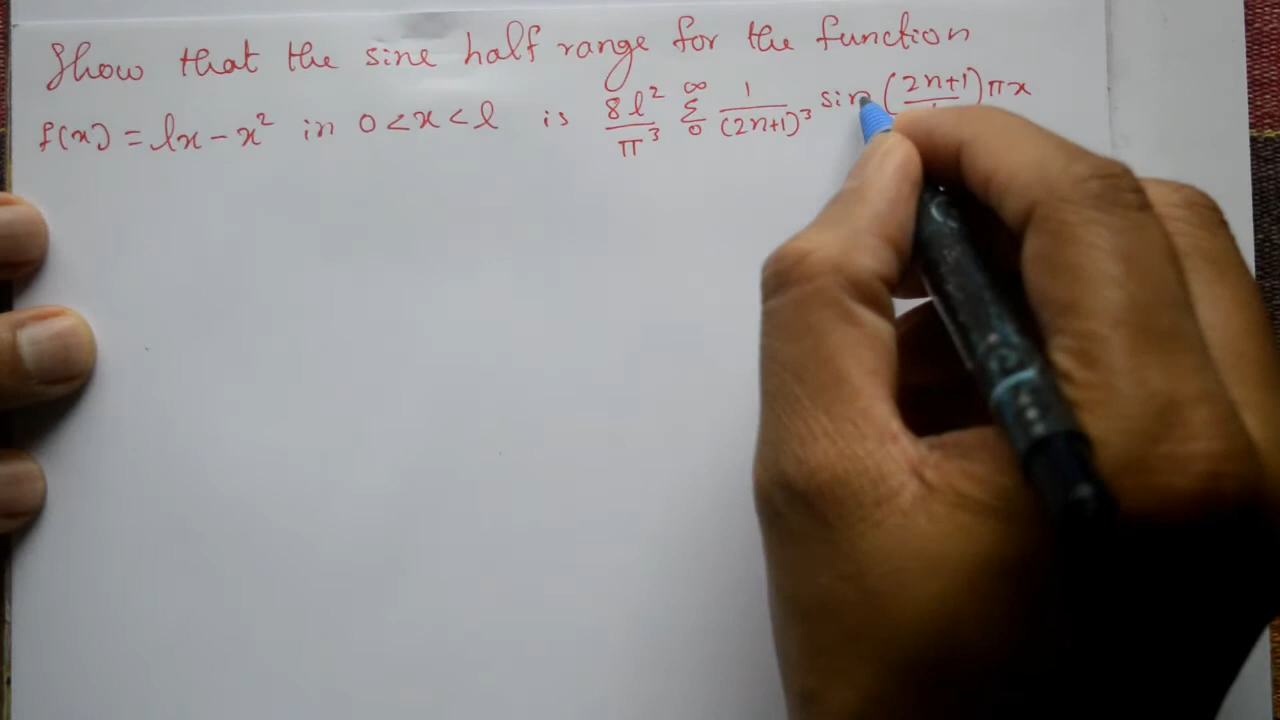 Show that the sine half range for the function
f(x) = lx - x² in 0 < x < l is 8l²/π³ Σ₀^∞ 1/(2n+1)³ sin (2n+1) πx